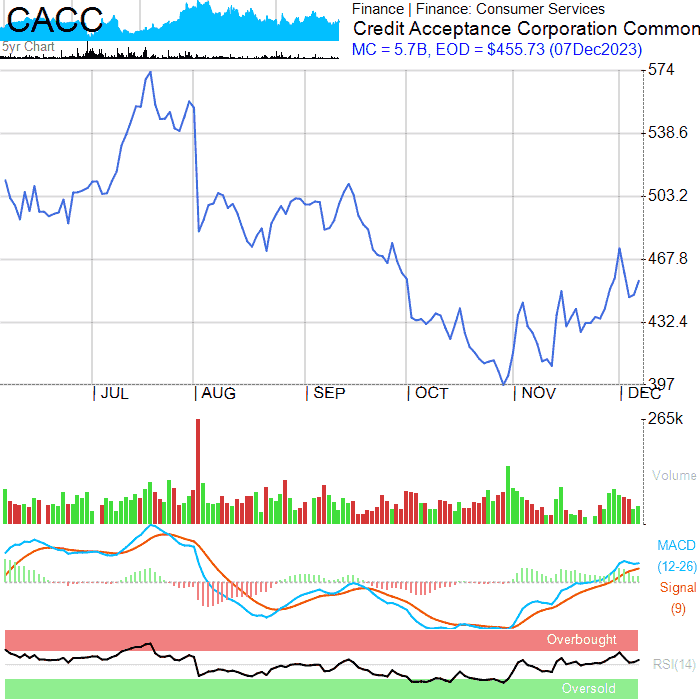 CACC
5yr Chart
Finance | Finance: Consumer Services
Credit Acceptance Corporation Common
MC = 5.7B, EOD = $455.73 (07Dec2023)
574
538.6
503.2
467.8
432.4
397
JUL AUG SEP OCT NOV DEC
265k
Volume
MACD
(12-26)
Signal
(9)
Overbought
RSI(14)
Oversold